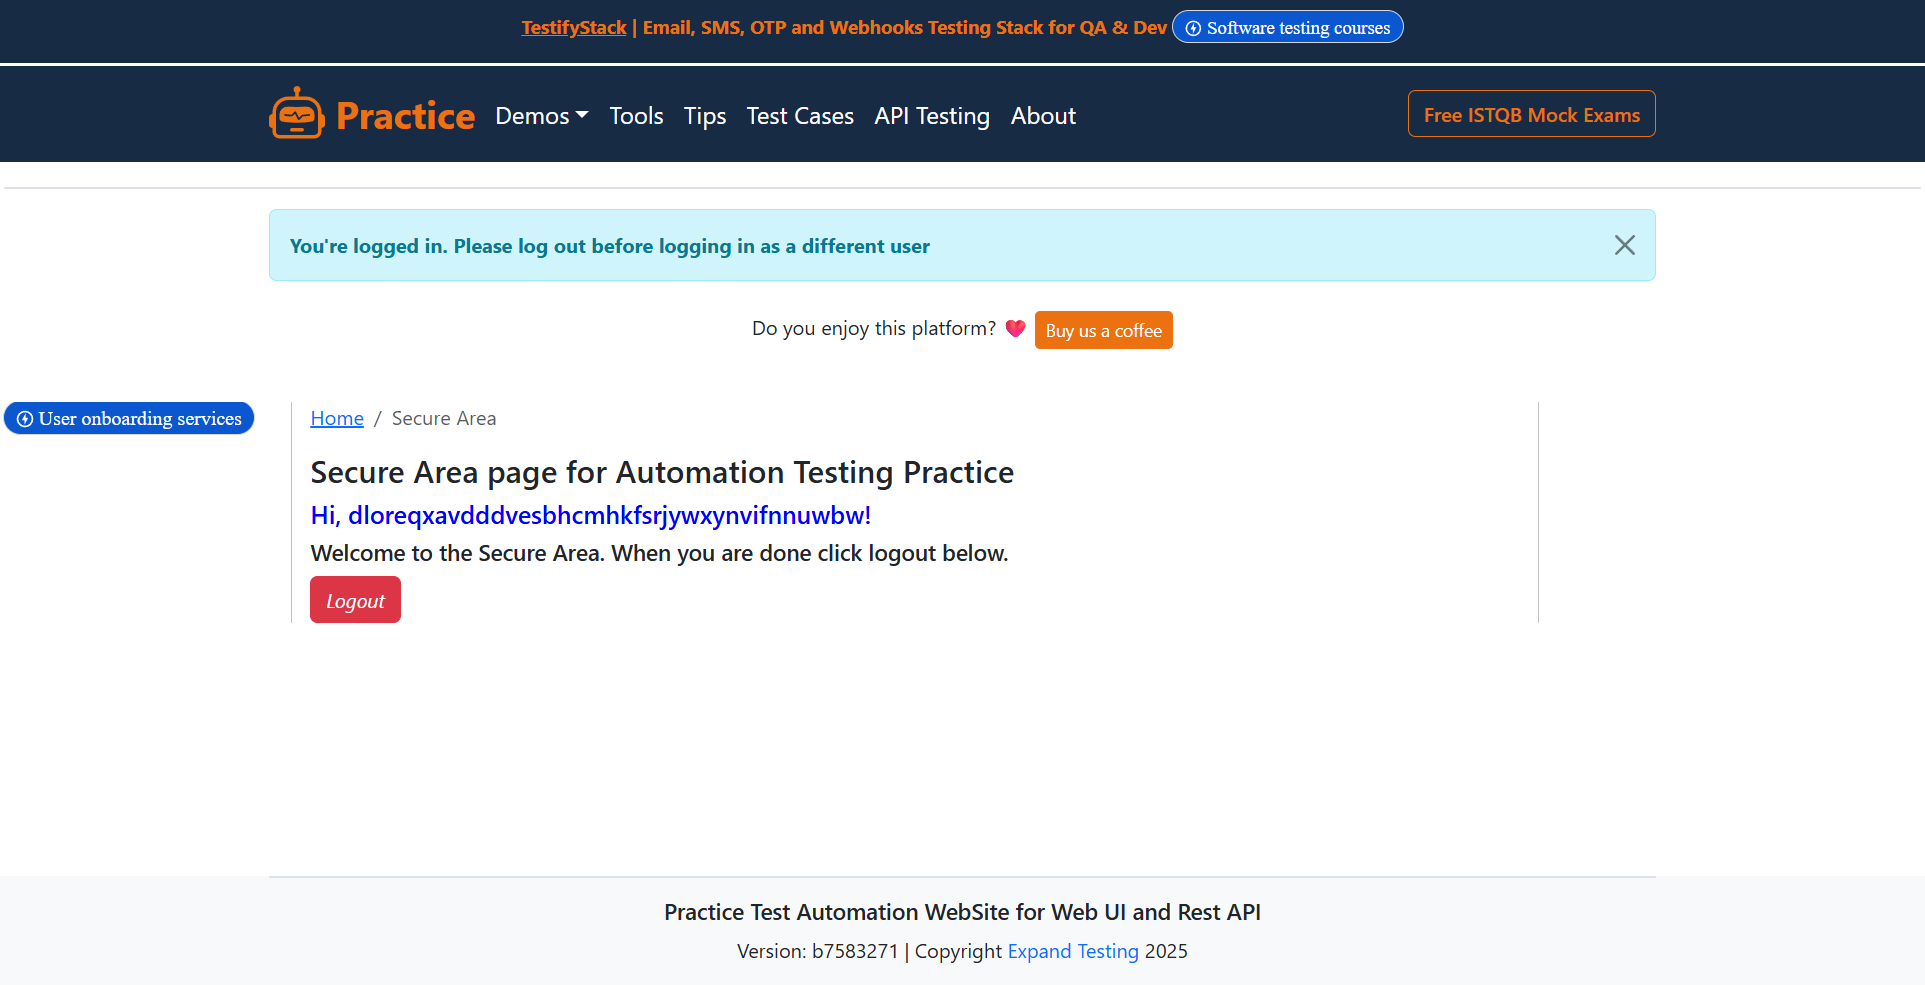 TestifyStack | Email, SMS, OTP and Webhooks Testing Stack for QA & Dev Software testing courses
Practice Demos Tools Tips Test Cases API Testing About Free ISTQB Mock Exams
You're logged in. Please log out before logging in as a different user
Do you enjoy this platform? Buy us a coffee
User onboarding services
Home / Secure Area
Secure Area page for Automation Testing Practice
Hi, dloreqxavdddvesbhcmhkfsrjywxynvifnnuwbw!
Welcome to the Secure Area. When you are done click logout below.
Logout
Practice Test Automation WebSite for Web UI and Rest API
Version: b7583271 | Copyright Expand Testing 2025